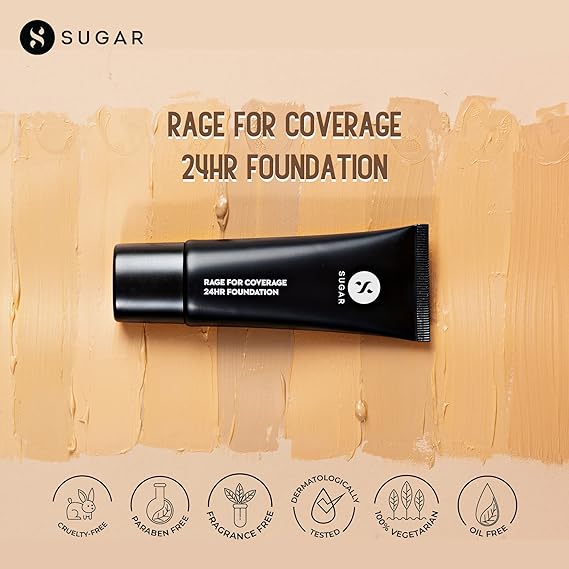 SUGAR
RAGE FOR COVERAGE
24HR FOUNDATION
RAGE FOR COVERAGE
24HR FOUNDATION
SUGAR
CRUELTY-FREE
PARABEN FREE
FRAGRANCE FREE
DERMATOLOGICALLY
TESTED
100% VEGETARIAN
OIL FREE